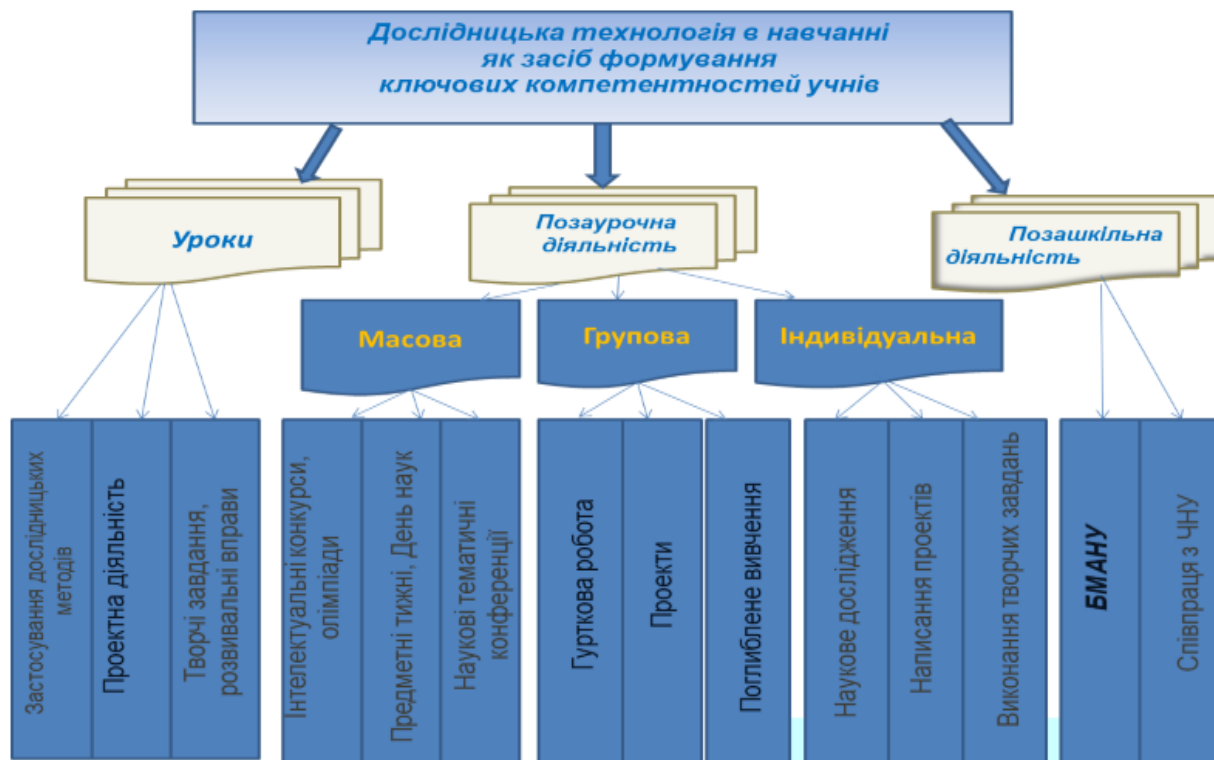 Дослідницька технологія в навчанні
як засіб формування
ключових компетентностей учнів
Уроки
Позаурочна
діяльність
Позашкільна
діяльність
Масова
Групова
Індивідуальна
Застосування дослідницьких
методів
Проектна діяльність
Творчі завдання,
розвивальні вправи
Інтелектуальні конкурси,
олімпіади
Предметні тижні, День наук
Наукові тематичні
конференції
Гурткова робота
Проекти
Поглиблене вивчення
Наукове дослідження
Написання проектів
Виконання творчих завдань
БМАНУ
Співпраця з ЧНУ